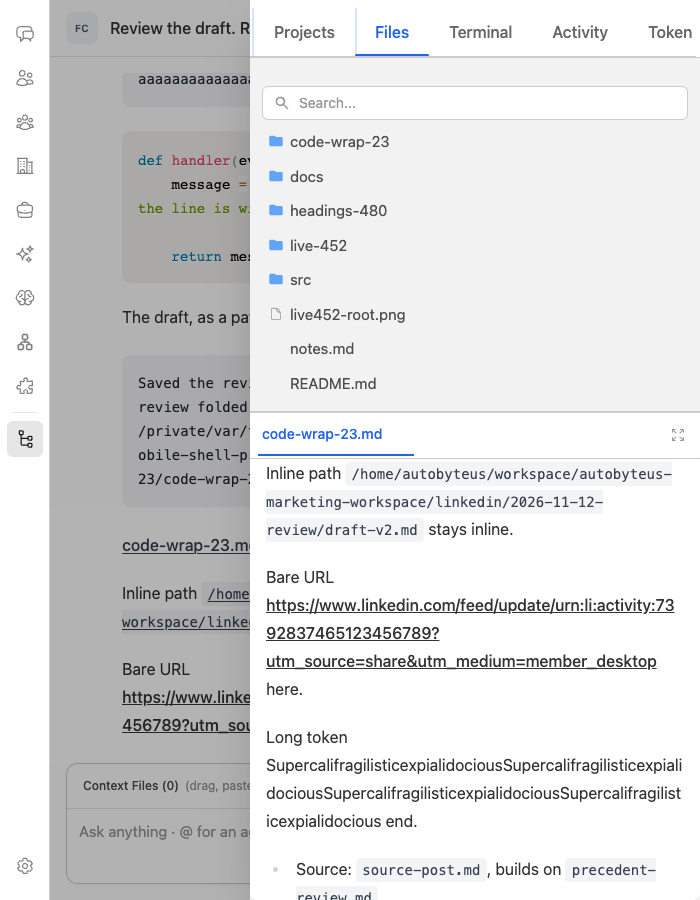 FC
Review the draft. R
Projects
Files
Terminal
Activity
Token
aaaaaaaaaaaaa
def handler(e
message =
the line is w
return mes
The draft, as a pa
Saved the rev
review folded
/private/var/
obile-shell-p
23/code-wrap-2
code-wrap-23.m
Inline path /home
workspace/linke
Bare URL
https://www.linke
456789?utm_sou
Context Files (0) (drag, paste
Ask anything · @ for an a
Search...
code-wrap-23
docs
headings-480
live-452
src
live452-root.png
notes.md
README.md
code-wrap-23.md
Inline path /home/autobyteus/workspace/autobyteus-
marketing-workspace/linkedin/2026-11-12-
review/draft-v2.md stays inline.
Bare URL
https://www.linkedin.com/feed/update/urn:li:activity:73
92837465123456789?
utm_source=share&utm_medium=member_desktop
here.
Long token
SupercalifragilisticexpialidociousSupercalifragilisticexpiali
dociousSupercalifragilisticexpialidociousSupercalifragilist
icexpialidocious end.
Source: source-post.md , builds on precedent-
review.md